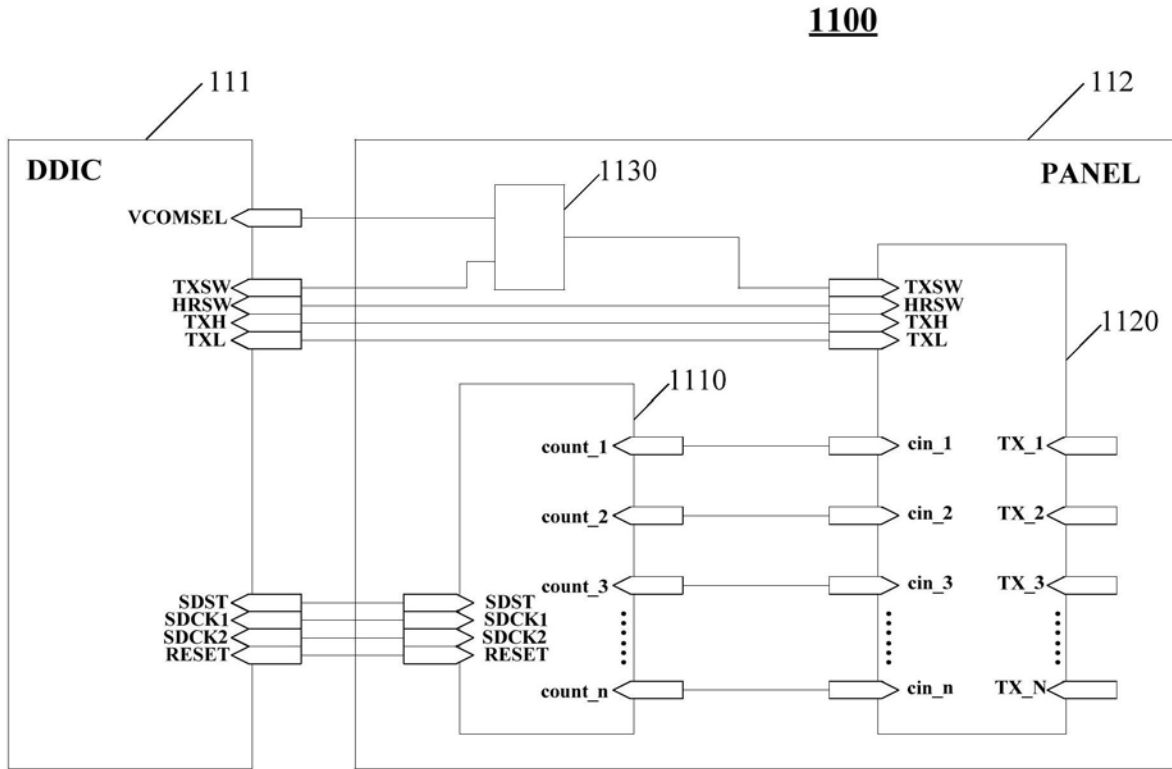 1100
111
112
DDIC
1130
PANEL
VCOMSEL
TXSW
HRSW
TXH
TXL
TXSW
HRSW
TXH
TXL
1120
1110
count_1
cin_1
TX_1
count_2
cin_2
TX_2
count_3
cin_3
TX_3
SDST
SDCK1
SDCK2
RESET
SDST
SDCK1
SDCK2
RESET
count_n
cin_n
TX_N